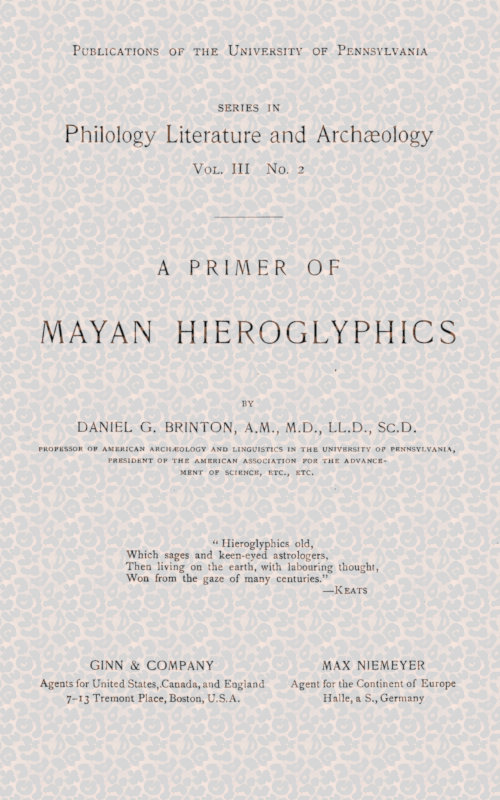 Publications of the University of Pennsylvania
SERIES IN
Philology Literature and Archæology
Vol. III No. 2
A PRIMER OF
MAYAN HIEROGLYPHICS
BY
DANIEL G. BRINTON, A.M., M.D., LL.D., Sc.D.
PROFESSOR OF AMERICAN ARCHÆOLOGY AND LINGUISTICS IN THE UNIVERSITY OF PENNSYLVANIA,
PRESIDENT OF THE AMERICAN ASSOCIATION FOR THE ADVANCE-
MENT OF SCIENCE, ETC., ETC.
“ Hieroglyphics old,
Which sages and keen-eyed astrologers,
Then living on the earth, with labouring thought,
Won from the gaze of many centuries.”
—Keats
GINN & COMPANY
Agents for United States, Canada, and England
7–13 Tremont Place, Boston, U.S.A.
MAX NIEMEYER
Agent for the Continent of Europe
Halle, a S., Germany